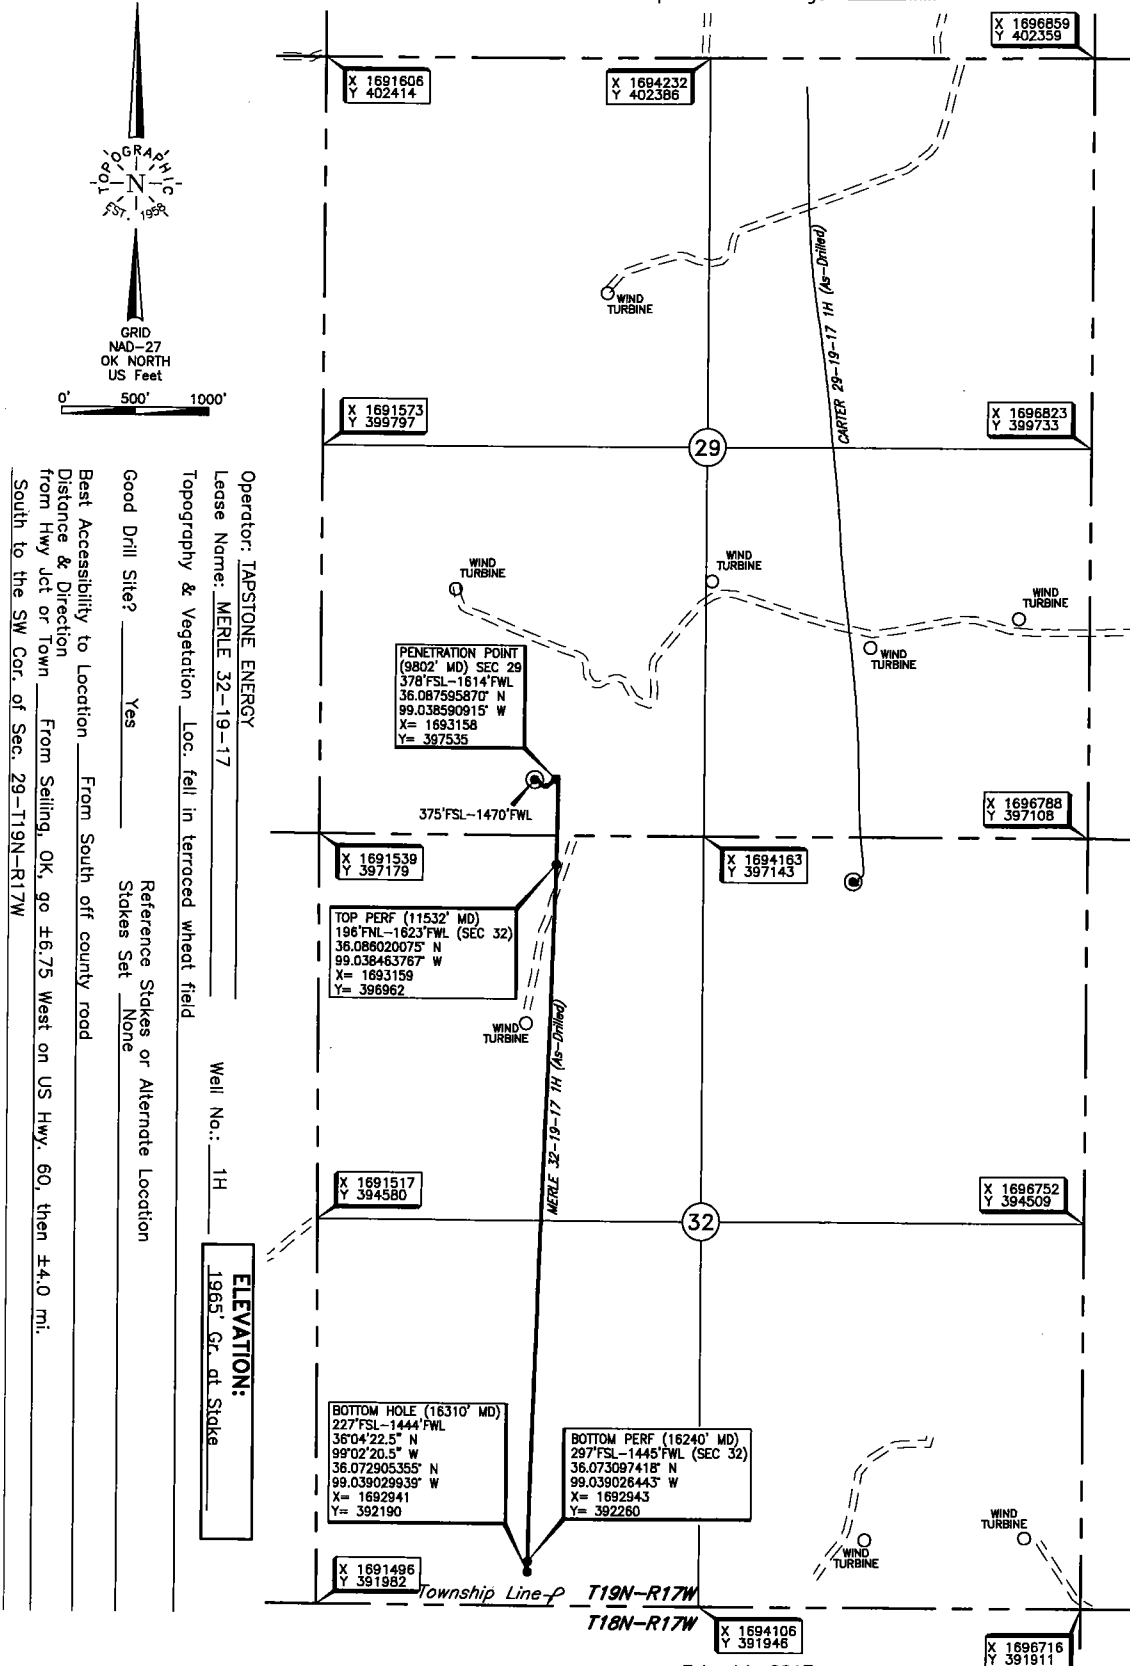 X 1696859
Y 402359
X 1691606
Y 402414
X 1694232
Y 402386
TOPOGRAPHIC
N
EST. 1958
GRID
NAD-27
OK NORTH
US Feet
0' 500' 1000'
WIND
TURBINE
CARTER 29-19-17 1H (As-Drilled)
X 1691573
Y 399797
X 1696823
Y 399733
29
WIND
TURBINE
WIND
TURBINE
WIND
TURBINE
WIND
TURBINE
PENETRATION POINT
(9802' MD) SEC 29
378'FSL-1614'FWL
36.087595870° N
99.038590915° W
X= 1693158
Y= 397535
375'FSL-1470'FWL
X 1696788
Y 397108
X 1691539
Y 397179
X 1694163
Y 397143
TOP PERF (11532' MD)
196'FNL-1623'FWL (SEC 32)
36.086020075° N
99.038463767° W
X= 1693159
Y= 396962
WIND
TURBINE
MERLE 32-19-17 1H (As-Drilled)
X 1691517
Y 394580
X 1696752
Y 394509
32
BOTTOM HOLE (16310' MD)
227'FSL-1444'FWL
36°04'22.5" N
99°02'20.5" W
36.072905355° N
99.039029939° W
X= 1692941
Y= 392190
BOTTOM PERF (16240' MD)
297'FSL-1445'FWL (SEC 32)
36.073097418° N
99.039026443° W
X= 1692943
Y= 392260
WIND
TURBINE
WIND
TURBINE
X 1691496
Y 391982
Township Line T19N-R17W
T18N-R17W
X 1694106
Y 391946
X 1696716
Y 391911
Operator: TAPSTONE ENERGY
Lease Name: MERLE 32-19-17 Well No.: 1H
ELEVATION:
1965' Gr. at Stake
Topography & Vegetation Loc. fell in terraced wheat field
Reference Stakes or Alternate Location
Good Drill Site? Yes Stakes Set None
Best Accessibility to Location From South off county road
Distance & Direction
from Hwy Jct or Town From Seiling, OK, go ±6.75 West on US Hwy. 60, then ±4.0 mi.
South to the SW Cor. of Sec. 29-T19N-R17W